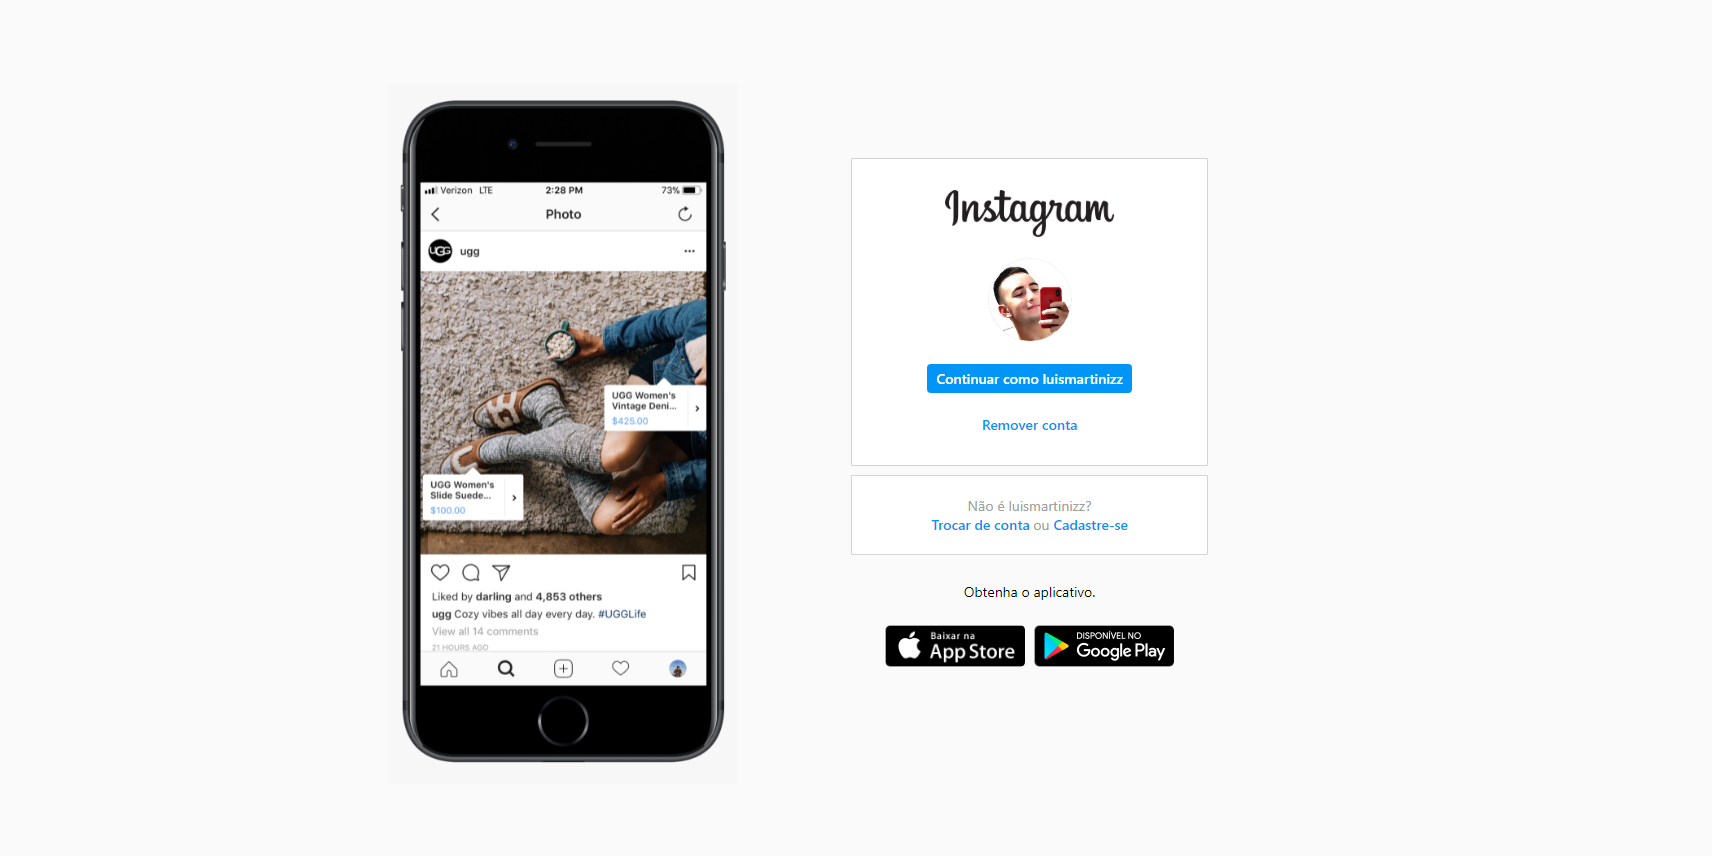 Verizon LTE 2:28 PM 73%
Photo
UGG ugg
UGG Women's
Vintage Deni...
$425.00
UGG Women's
Slide Suede...
$100.00
Liked by darling and 4,853 others
ugg Cozy vibes all day every day. #UGGLife
View all 14 comments
21 HOURS AGO
Instagram
Continuar como luismartinizz
Remover conta
Não é luismartinizz?
Trocar de conta ou Cadastre-se
Obtenha o aplicativo.
Baixar na
App Store
DISPONÍVEL NO
Google Play